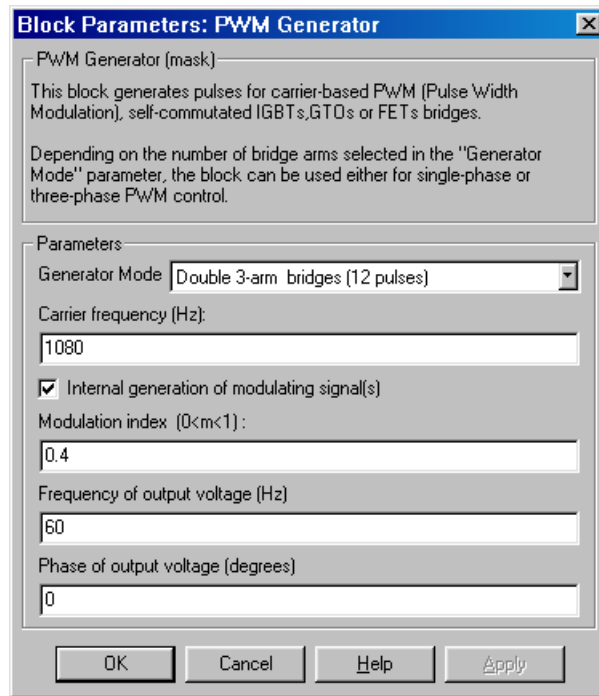 Block Parameters: PWM Generator
PWM Generator (mask)
This block generates pulses for carrier-based PWM (Pulse Width
Modulation), self-commutated IGBTs,GTOs or FETs bridges.
Depending on the number of bridge arms selected in the "Generator
Mode" parameter, the block can be used either for single-phase or
three-phase PWM control.
Parameters
Generator Mode Double 3-arm bridges (12 pulses)
Carrier frequency (Hz):
1080
Internal generation of modulating signal(s)
Modulation index (0<m<1) :
0.4
Frequency of output voltage (Hz)
60
Phase of output voltage (degrees)
0
OK Cancel Help Apply